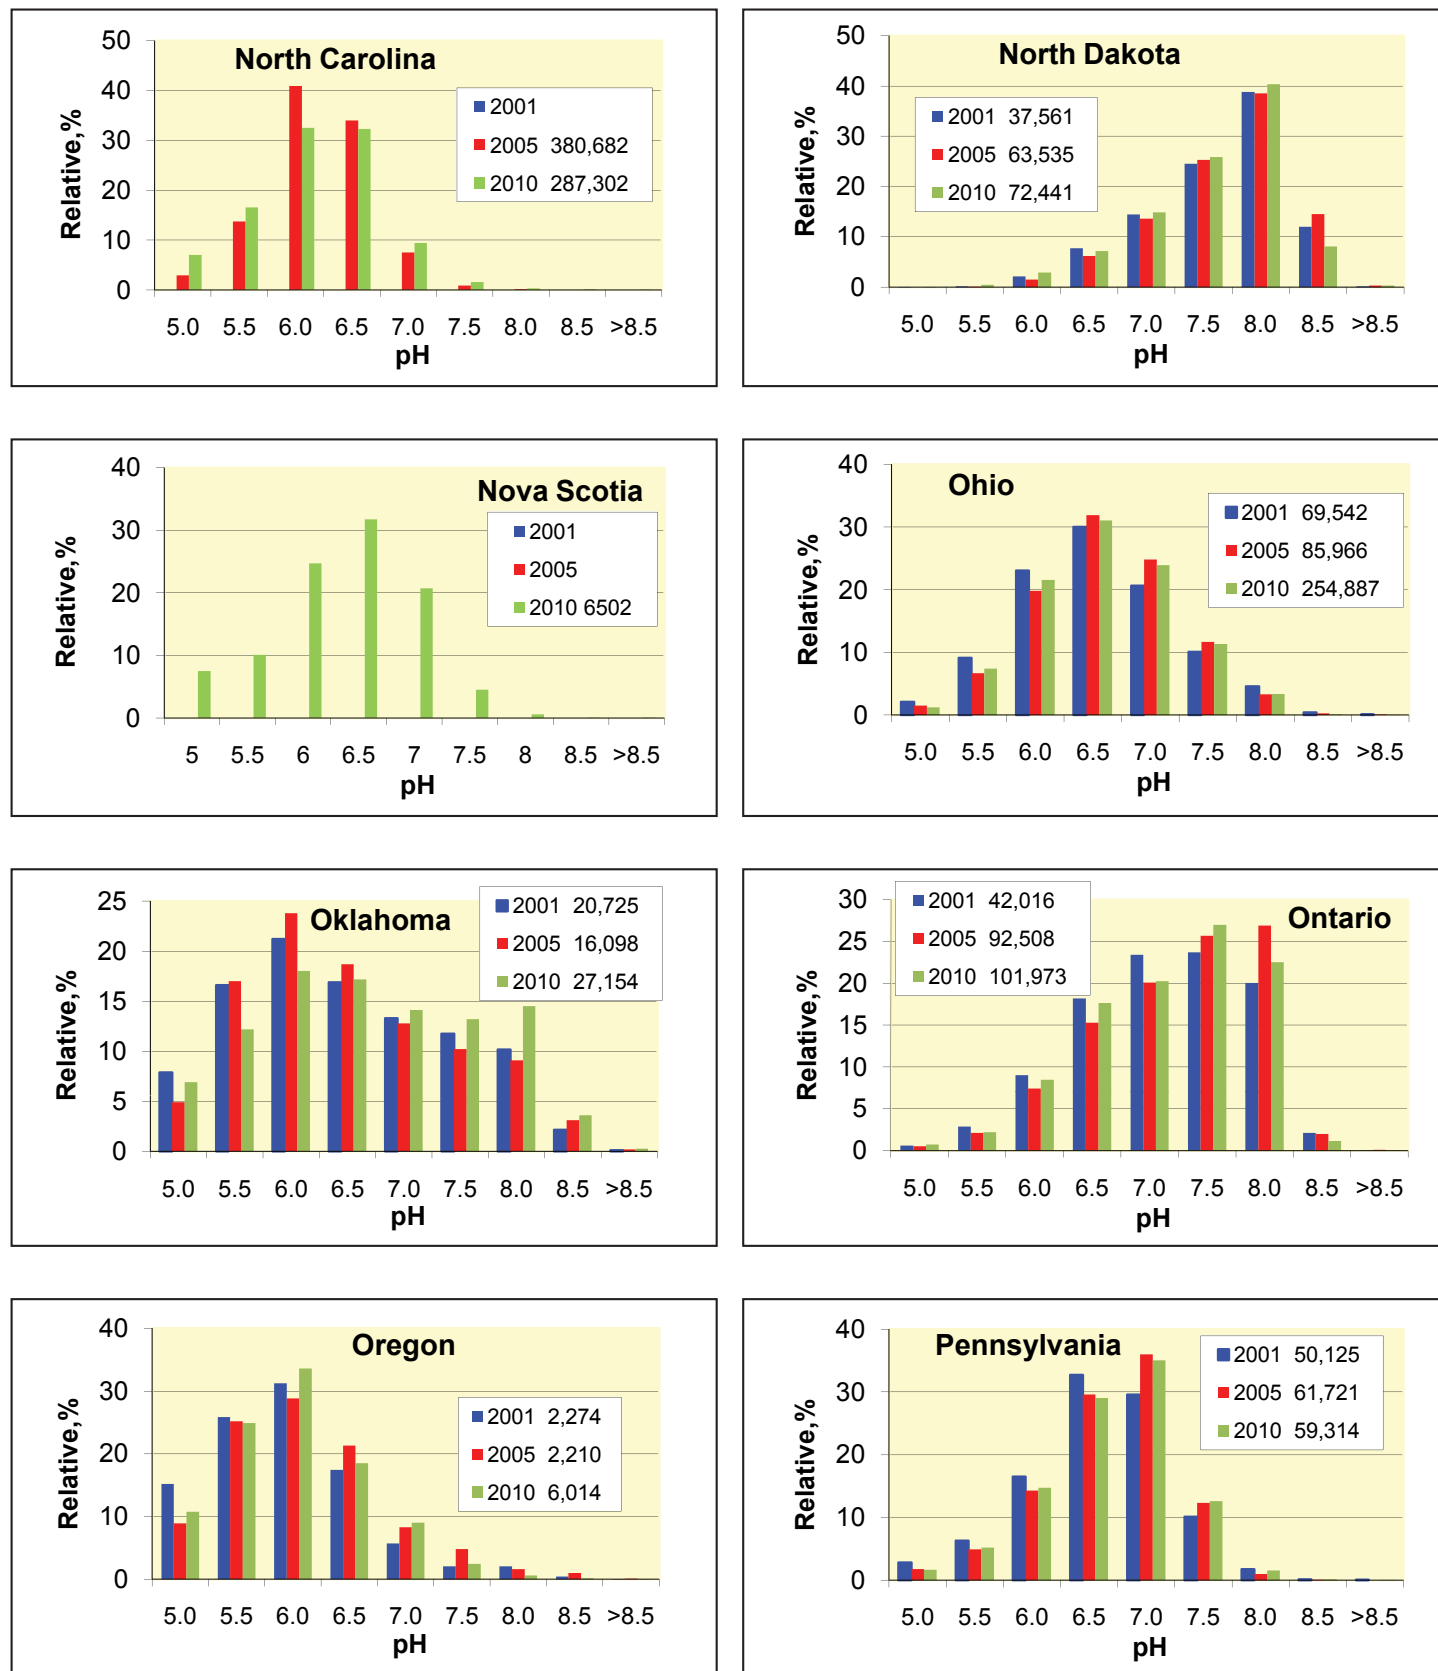 North Carolina
Relative,%
50
40
30
20
10
0
2001
2005 380,682
2010 287,302
5.0 5.5 6.0 6.5 7.0 7.5 8.0 8.5 >8.5
pH
North Dakota
Relative,%
50
40
30
20
10
0
2001 37,561
2005 63,535
2010 72,441
5.0 5.5 6.0 6.5 7.0 7.5 8.0 8.5 >8.5
pH
Nova Scotia
Relative,%
40
30
20
10
0
2001
2005
2010 6502
5 5.5 6 6.5 7 7.5 8 8.5 >8.5
pH
Ohio
Relative,%
40
30
20
10
0
2001 69,542
2005 85,966
2010 254,887
5.0 5.5 6.0 6.5 7.0 7.5 8.0 8.5 >8.5
pH
Oklahoma
Relative,%
25
20
15
10
5
0
2001 20,725
2005 16,098
2010 27,154
5.0 5.5 6.0 6.5 7.0 7.5 8.0 8.5 >8.5
pH
Ontario
Relative,%
30
25
20
15
10
5
0
2001 42,016
2005 92,508
2010 101,973
5.0 5.5 6.0 6.5 7.0 7.5 8.0 8.5 >8.5
pH
Oregon
Relative,%
40
30
20
10
0
2001 2,274
2005 2,210
2010 6,014
5.0 5.5 6.0 6.5 7.0 7.5 8.0 8.5 >8.5
pH
Pennsylvania
Relative,%
40
30
20
10
0
2001 50,125
2005 61,721
2010 59,314
5.0 5.5 6.0 6.5 7.0 7.5 8.0 8.5 >8.5
pH